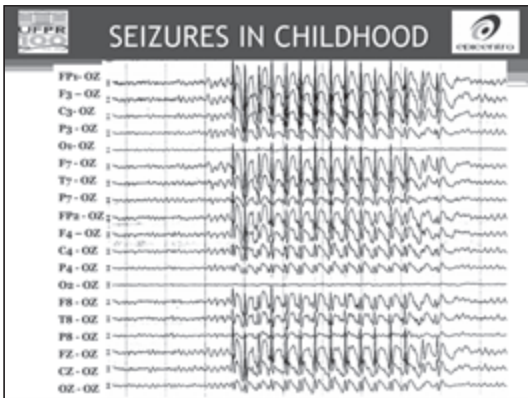 UFPR
100
SEIZURES IN CHILDHOOD
epicentro
FP1- OZ
F3 – OZ
C3- OZ
P3 - OZ
O1- OZ
F7 - OZ
T7 - OZ
P7 - OZ
FP2 - OZ
F4 – OZ
C4 - OZ
P4 - OZ
O2 - OZ
F8 - OZ
T8 - OZ
P8 - OZ
FZ - OZ
CZ - OZ
OZ - OZ